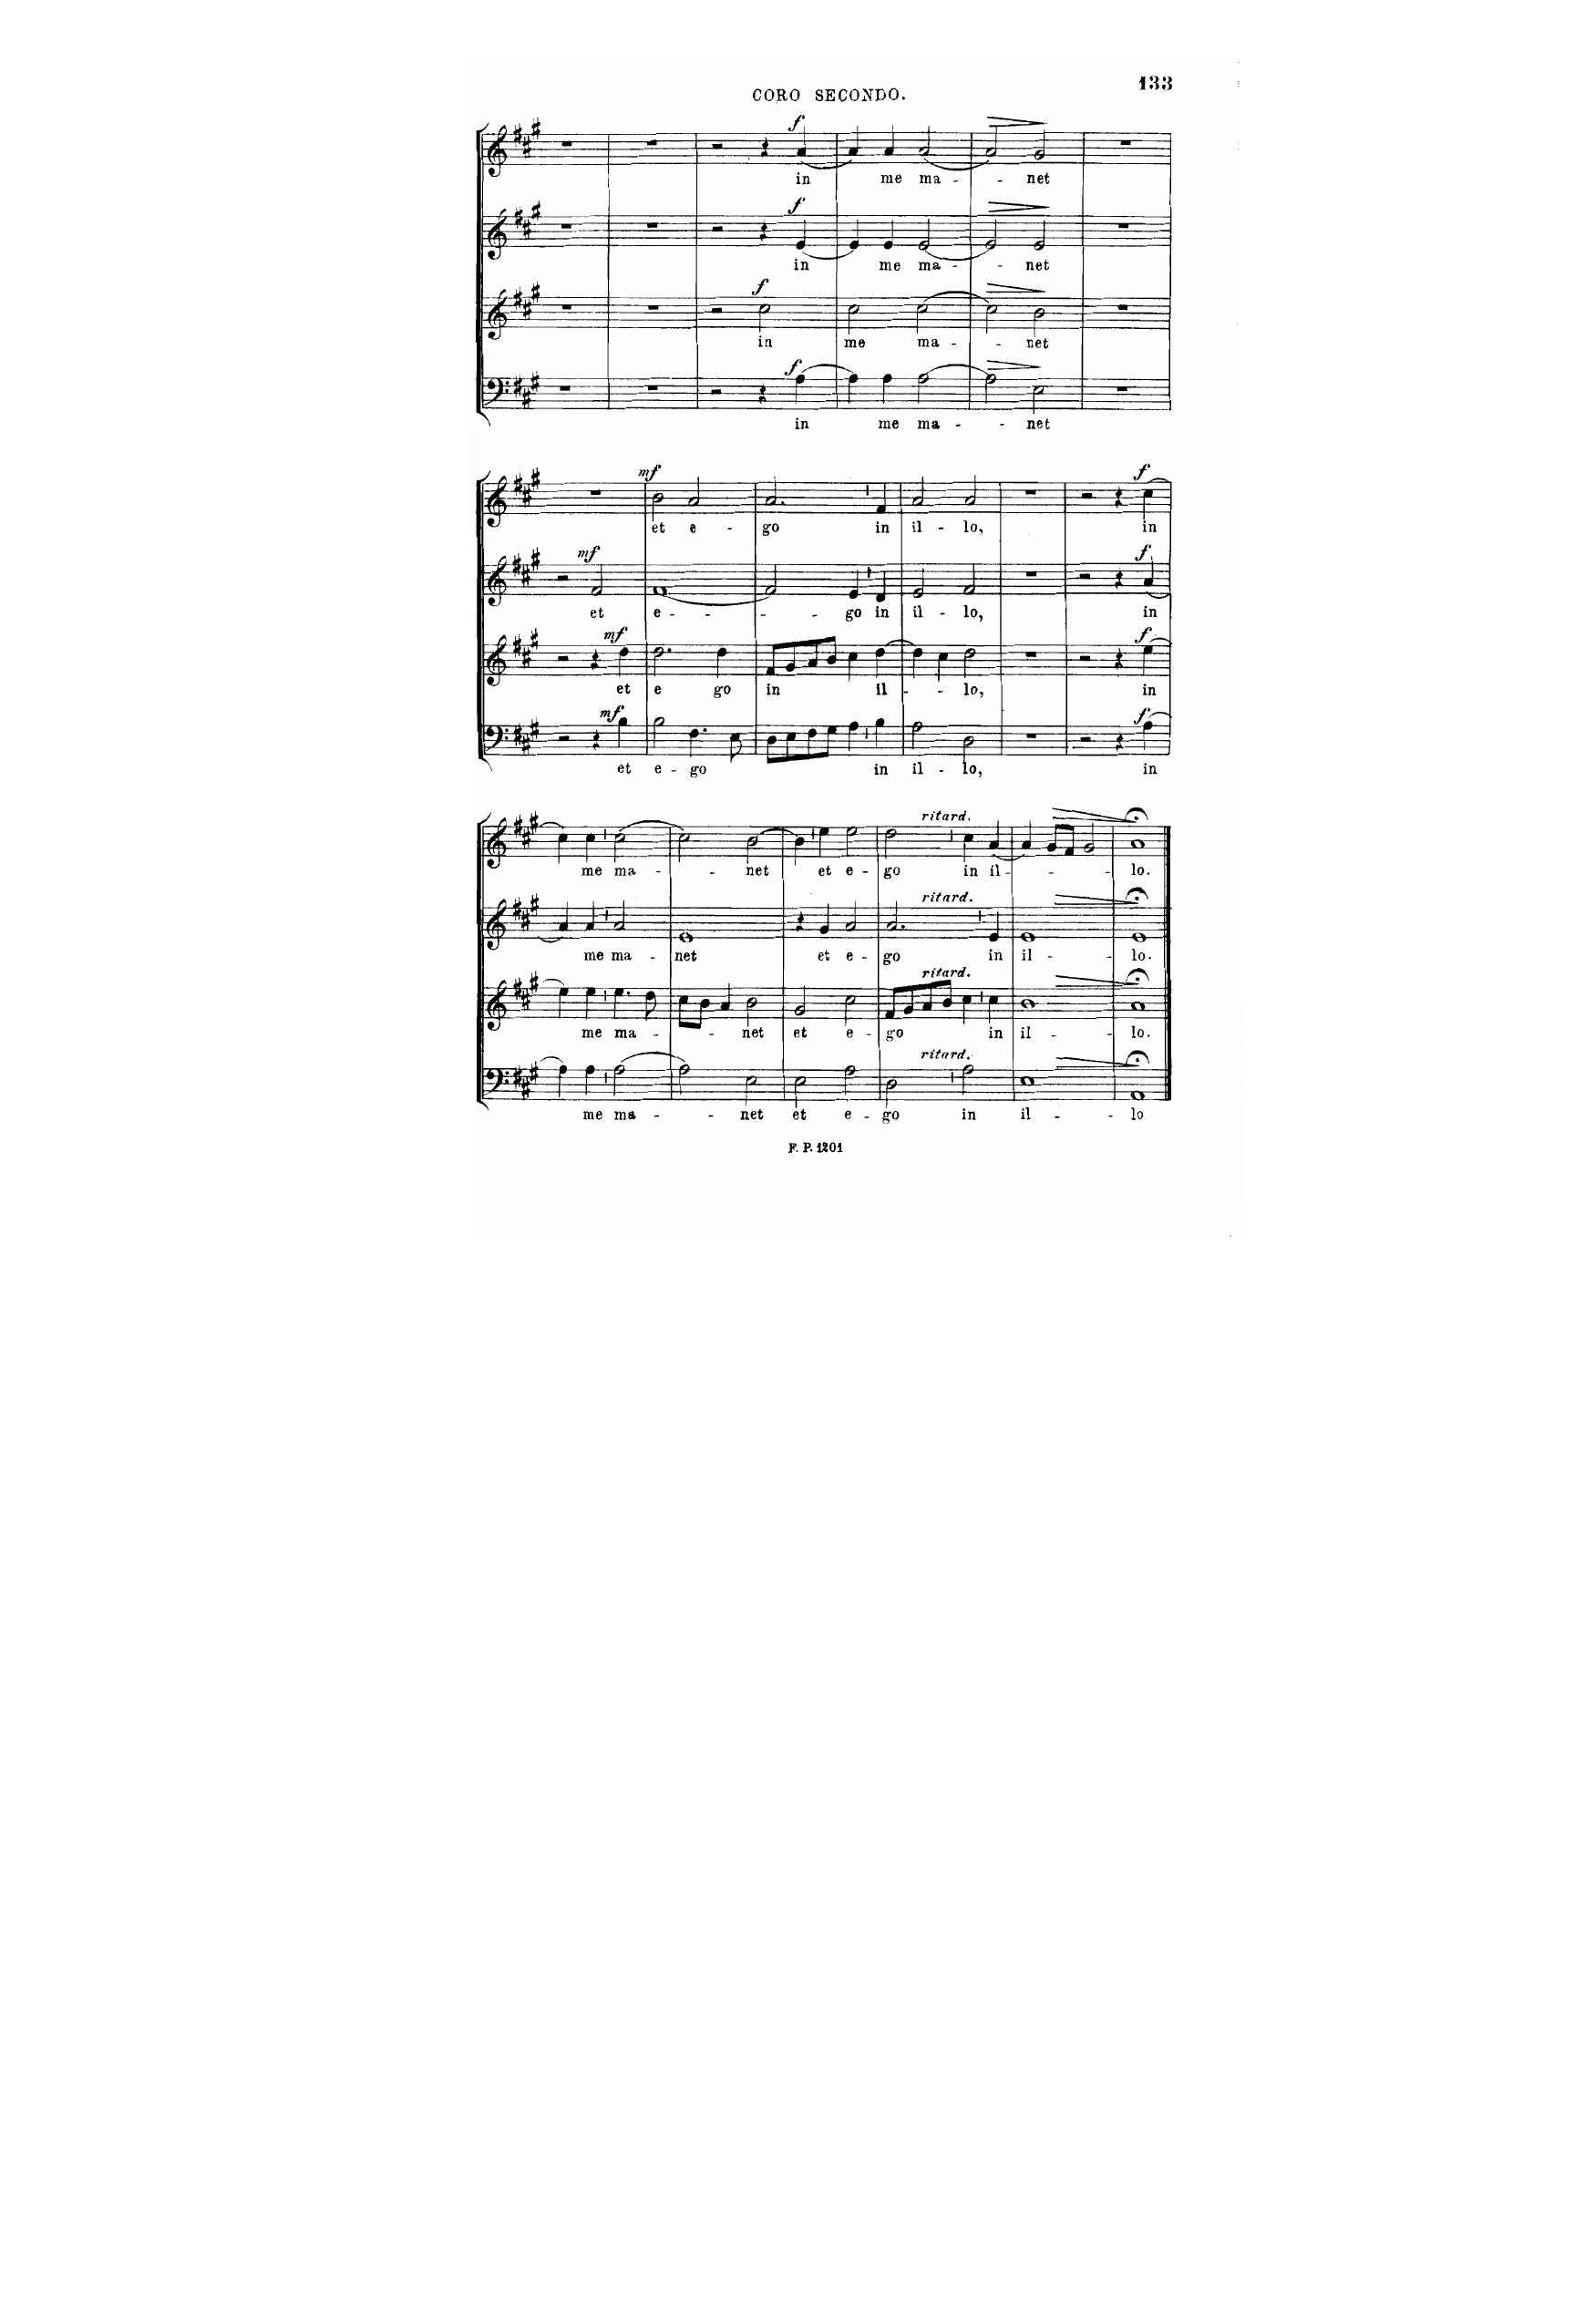 133
CORO SECONDO.
f
in me ma - - net
f
in me ma - - net
f
in me ma - - net
f
in me ma - - net
mf f
et e - go in il - lo, in
mf f
et e - - - go in il - lo, in
mf f
et e go in il - - lo, in
mf f
et e - go in il - lo, in
ritard.
me ma - - net et e - go in il - - - lo.
ritard.
me ma - net et e - go in il - - lo.
ritard.
me ma - - net et e - go in il - - lo.
ritard.
me ma - - net et e - go in il - - lo
F. P. 1201